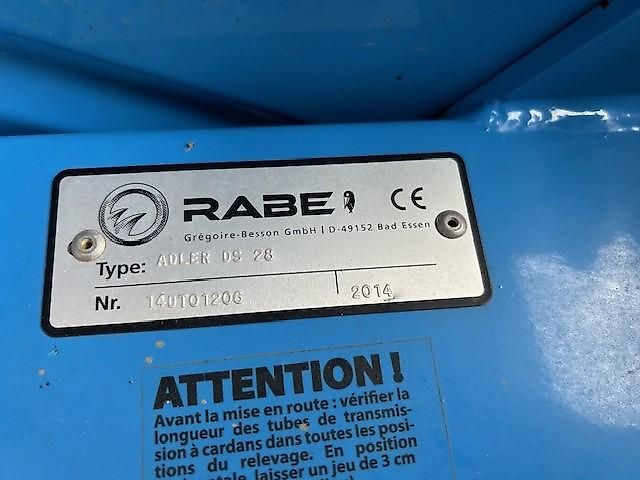 RABE CE
Grégoire-Besson GmbH | D-49152 Bad Essen
Type: ADLER DS 28
Nr. 14DT01206 2014
ATTENTION !
Avant la mise en route : vérifier la
longueur des tubes de transmis-
sion à cardans dans toutes les posi-
tions du relevage. En position
laisser un jeu de 3 cm